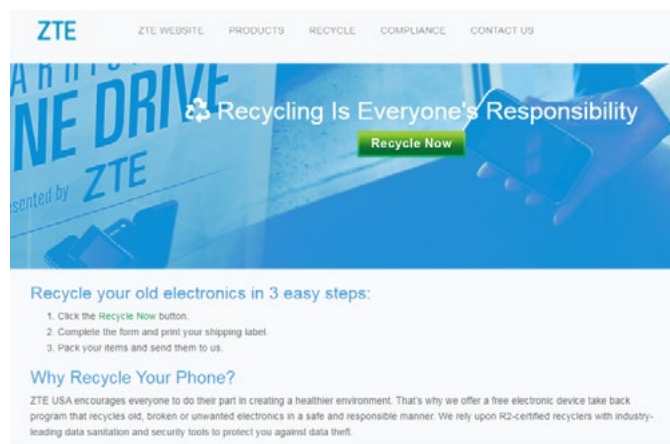 ZTE
ZTE WEBSITE PRODUCTS RECYCLE COMPLIANCE CONTACT US
NE DRIVE
presented by ZTE
Recycling Is Everyone's Responsibility
Recycle Now
Recycle your old electronics in 3 easy steps:
1. Click the Recycle Now button.
2. Complete the form and print your shipping label.
3. Pack your items and send them to us.
Why Recycle Your Phone?
ZTE USA encourages everyone to do their part in creating a healthier environment. That's why we offer a free electronic device take back
program that recycles old, broken or unwanted electronics in a safe and responsible manner. We rely upon R2-certified recyclers with industry-
leading data sanitation and security tools to protect you against data theft.